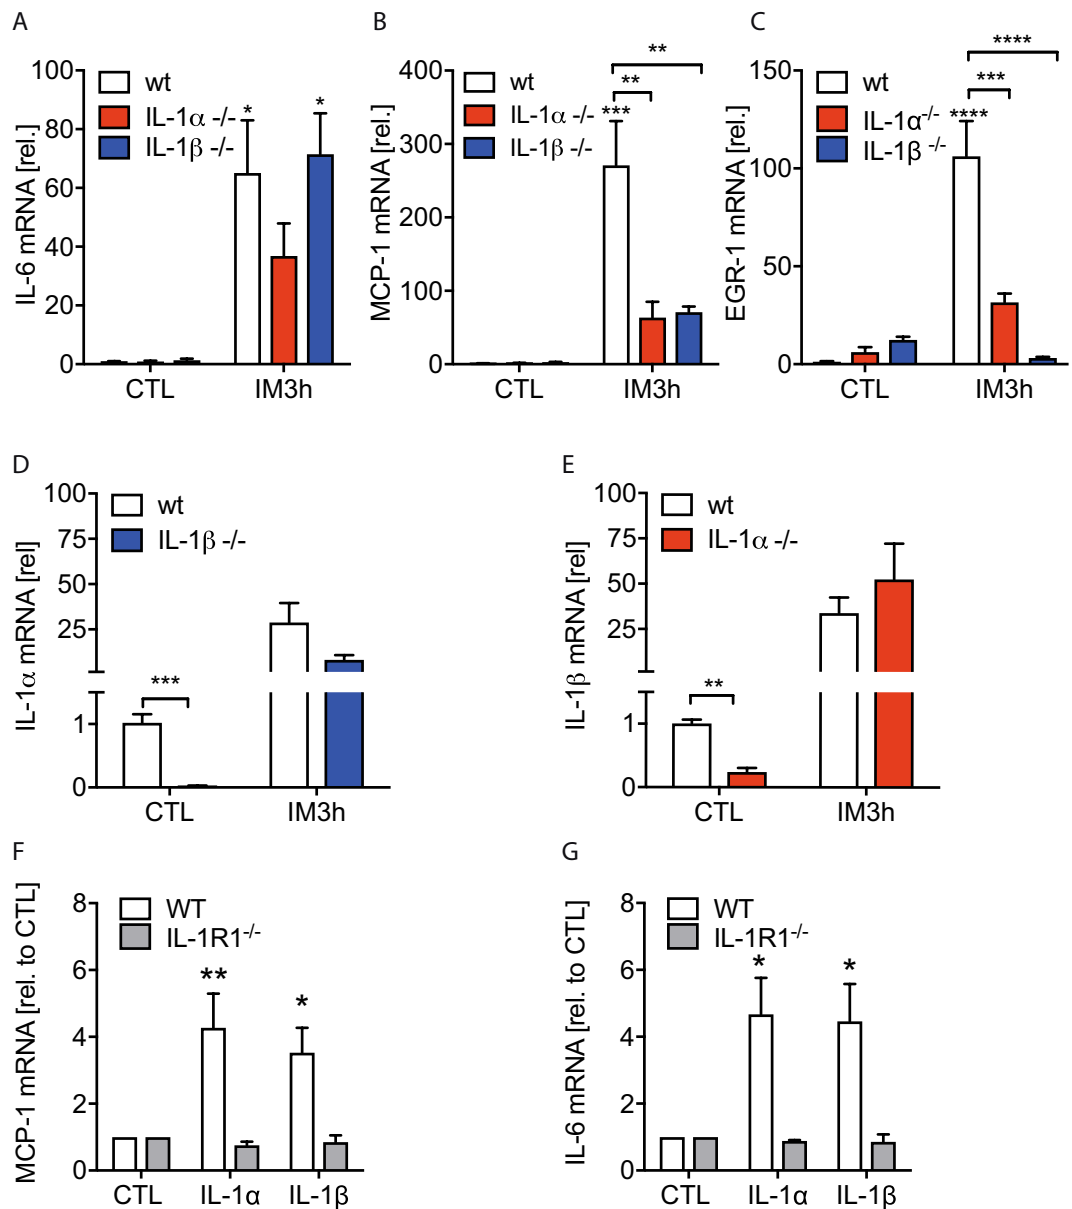 A
IL-6 mRNA [rel.]
100
80
60
40
20
0
wt
IL-1α -/-
IL-1β -/-
*
*
CTL
IM3h
B
MCP-1 mRNA [rel.]
400
300
200
100
0
wt
IL-1α -/-
IL-1β -/-
**
**
***
CTL
IM3h
C
EGR-1 mRNA [rel.]
150
100
50
0
wt
IL-1α-/-
IL-1β -/-
****
***
****
CTL
IM3h
D
IL-1α mRNA [rel]
100
75
50
25
1
0
wt
IL-1β -/-
***
CTL
IM3h
E
IL-1β mRNA [rel]
100
75
50
25
1
0
wt
IL-1α -/-
**
CTL
IM3h
F
MCP-1 mRNA [rel. to CTL]
8
6
4
2
0
WT
IL-1R1-/-
**
*
CTL
IL-1α
IL-1β
G
IL-6 mRNA [rel. to CTL]
8
6
4
2
0
WT
IL-1R1-/-
*
*
CTL
IL-1α
IL-1β